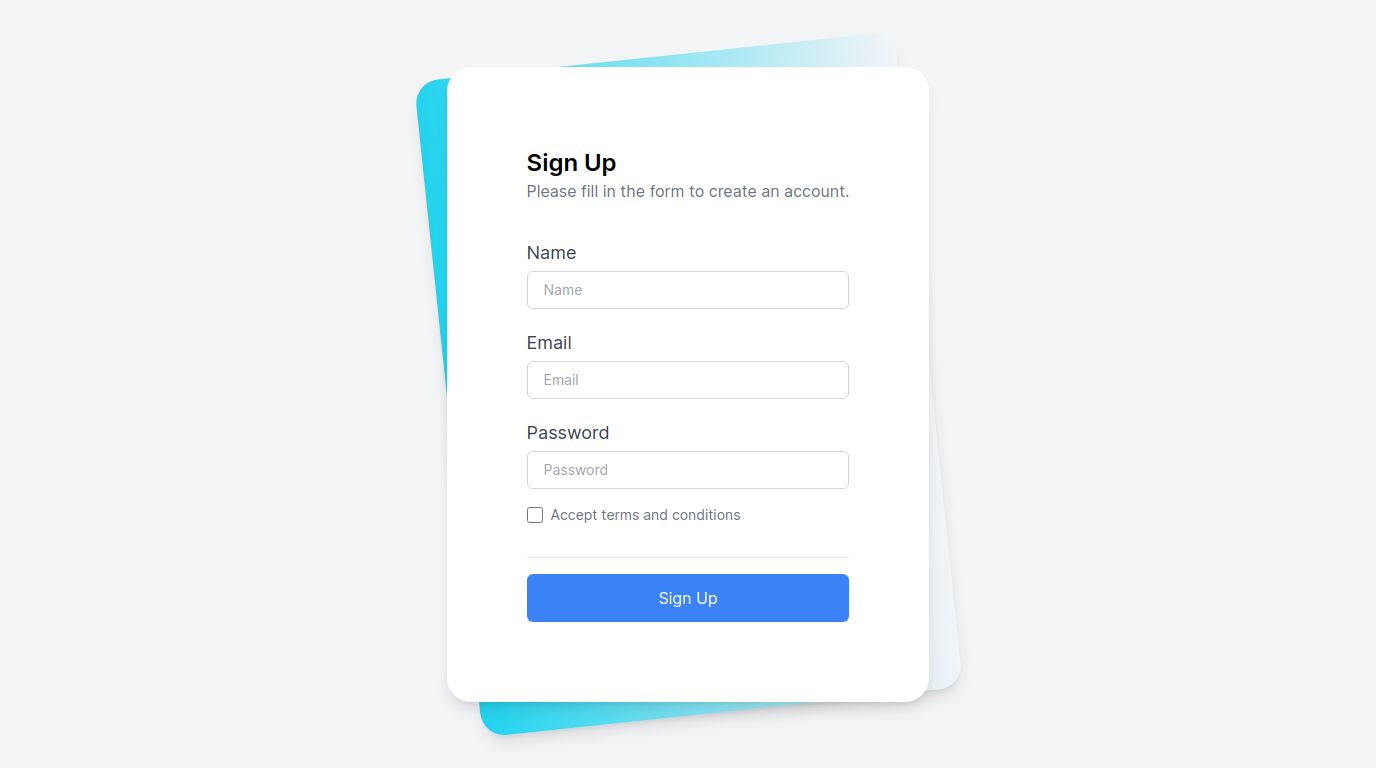 Sign Up
Please fill in the form to create an account.
Name
Name
Email
Email
Password
Password
Accept terms and conditions
Sign Up